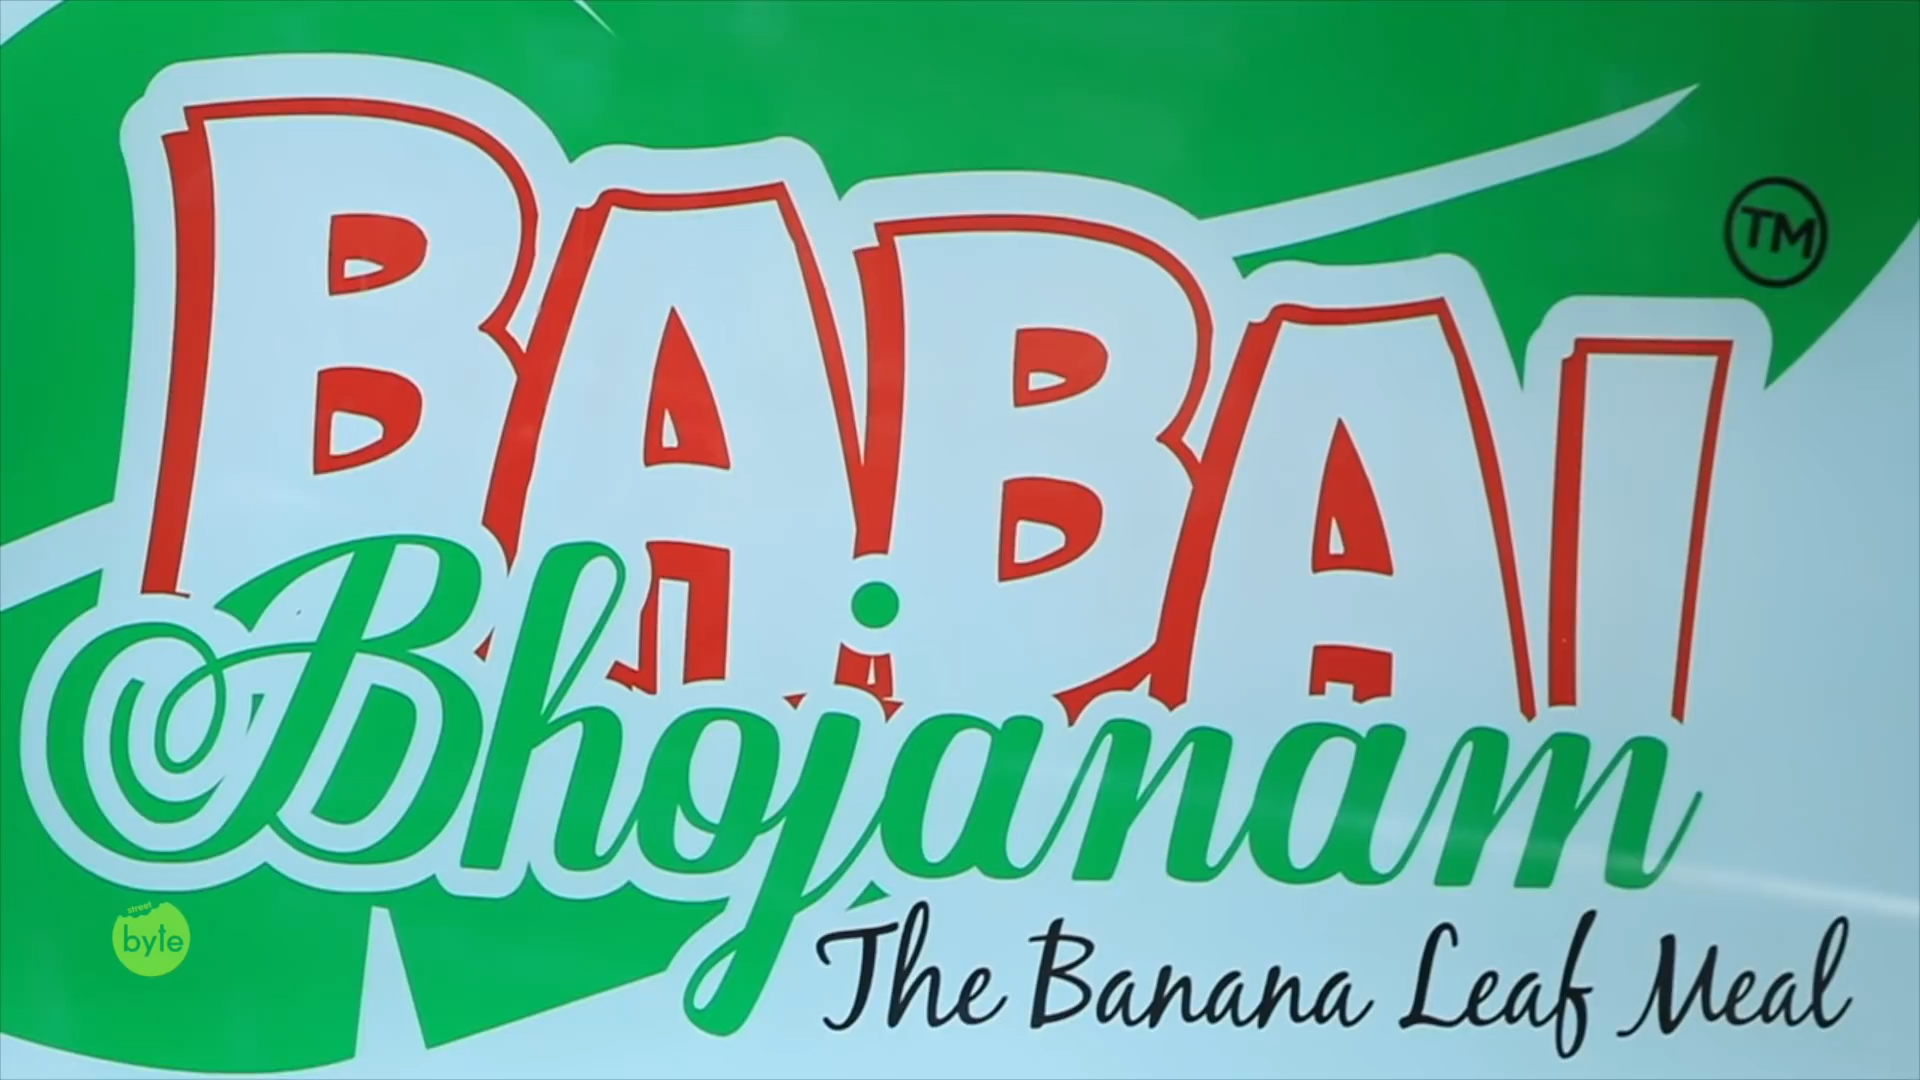 BABAI
TM
Bhojanam
The Banana Leaf Meal
street
byte